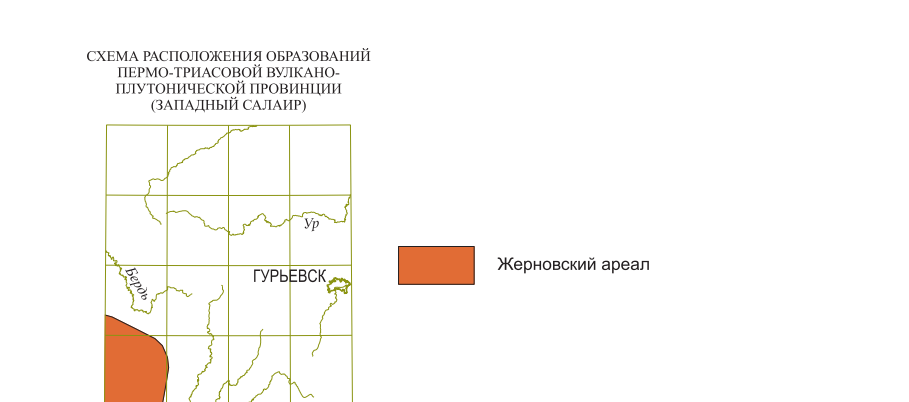 СХЕМА РАСПОЛОЖЕНИЯ ОБРАЗОВАНИЙ
ПЕРМО-ТРИАСОВОЙ ВУЛКАНО-
ПЛУТОНИЧЕСКОЙ ПРОВИНЦИИ
(ЗАПАДНЫЙ САЛАИР)
Ур
Жерновский ареал
ГУРЬЕВСК
Бердь